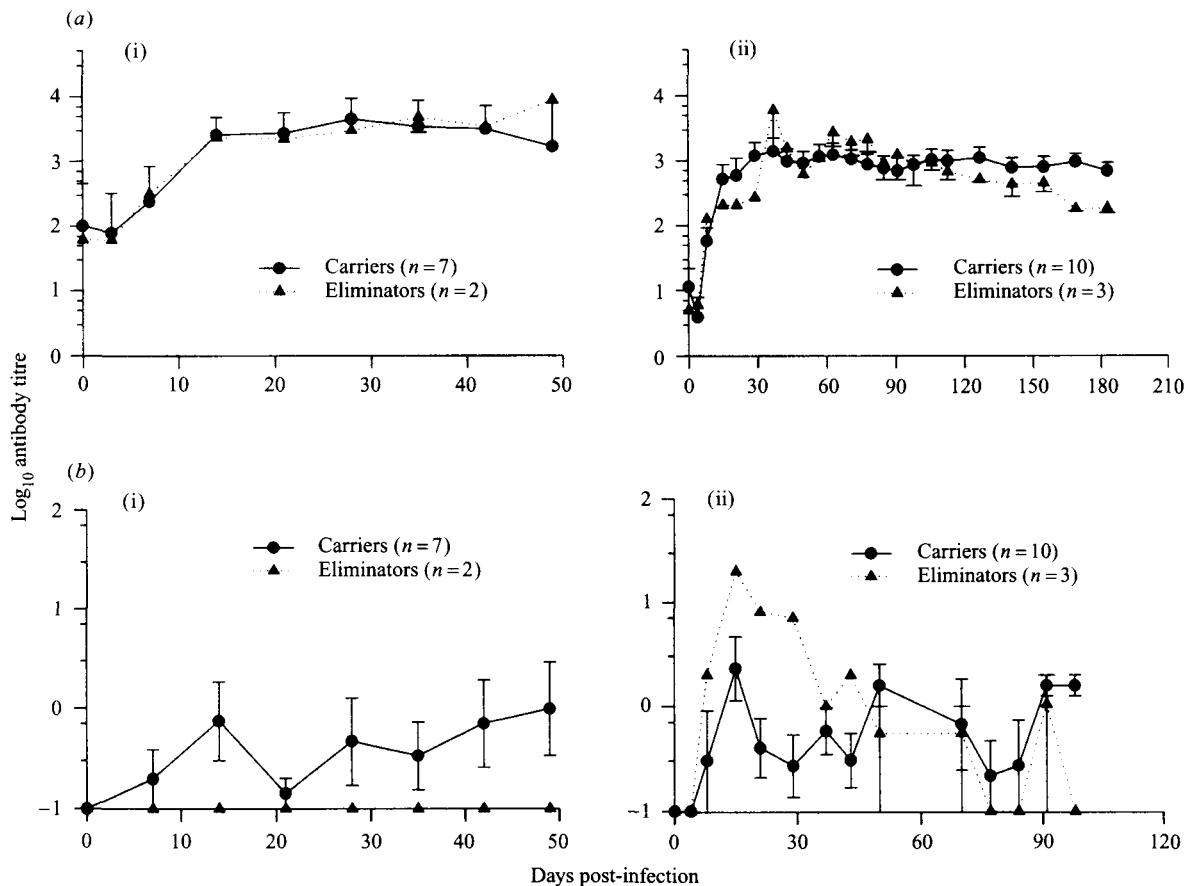 (a)
(i)
4
3
2
1
0
0 10 20 30 40 50
Carriers (n = 7)
Eliminators (n = 2)
(ii)
4
3
2
1
0
0 30 60 90 120 150 180 210
Carriers (n = 10)
Eliminators (n = 3)
Log10 antibody titre
(b)
(i)
2
1
0
−1
0 10 20 30 40 50
Carriers (n = 7)
Eliminators (n = 2)
(ii)
2
1
0
−1
0 30 60 90 120
Carriers (n = 10)
Eliminators (n = 3)
Days post-infection